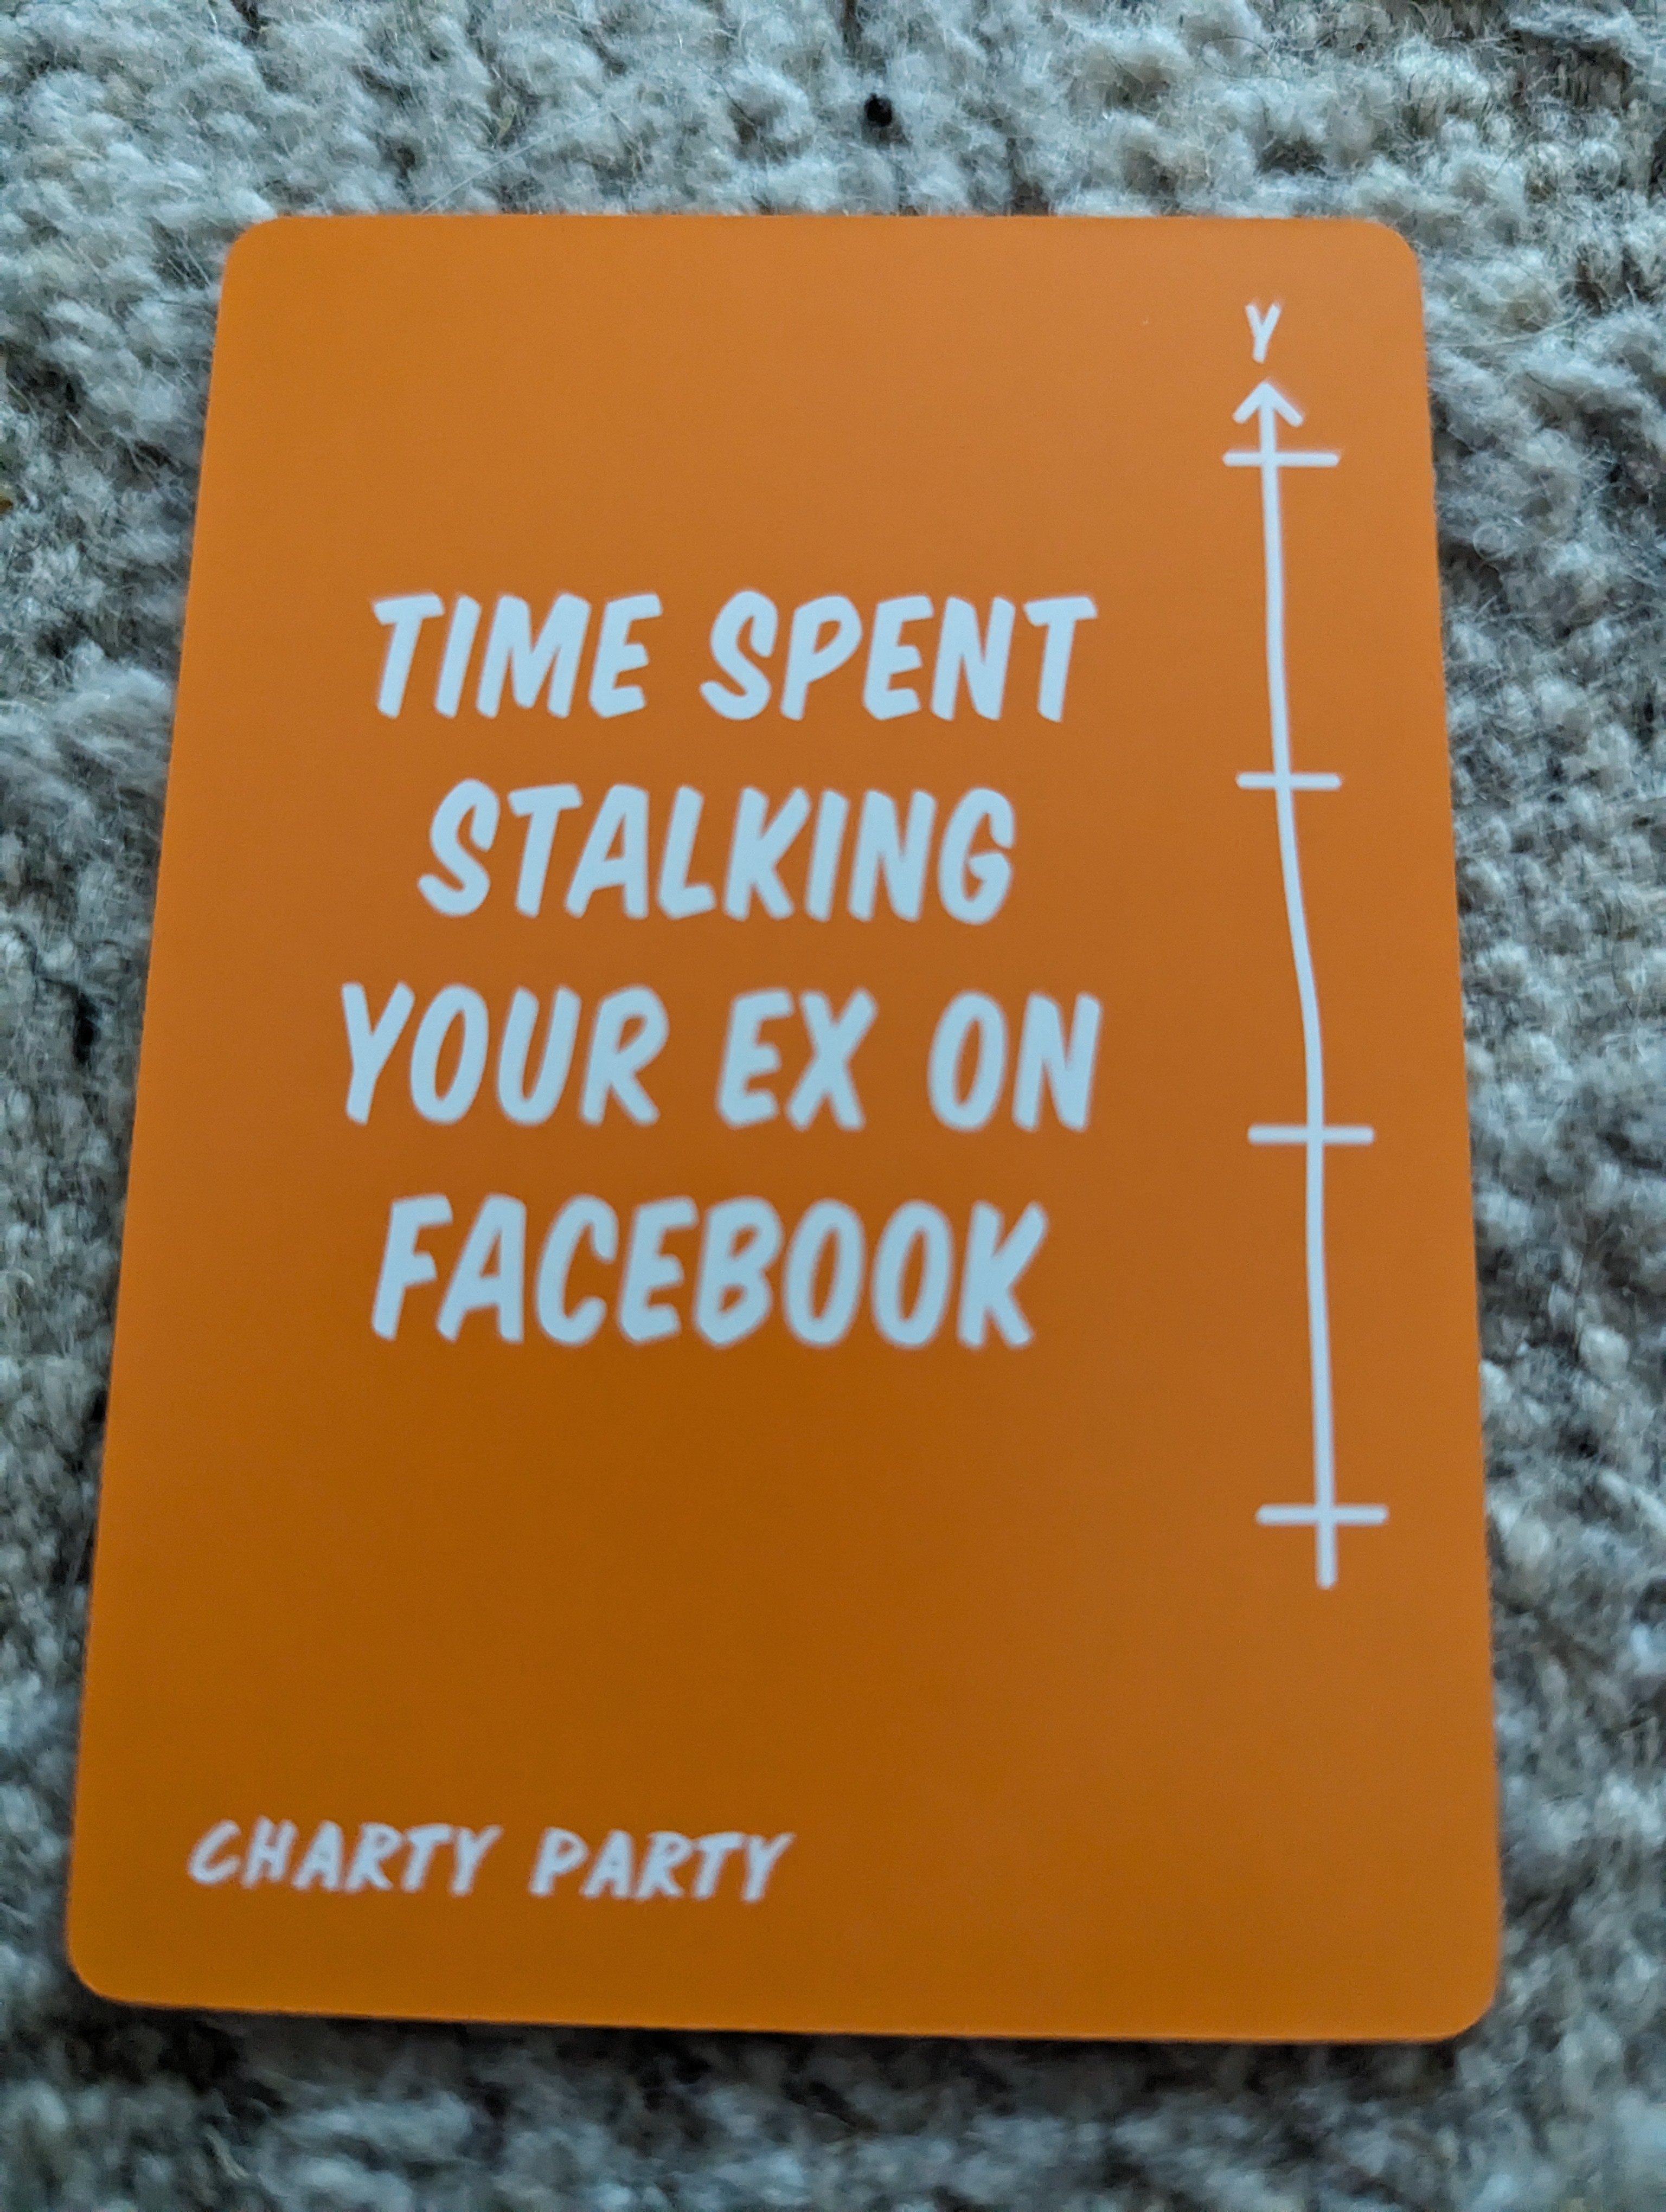 Y
TIME SPENT
STALKING
YOUR EX ON
FACEBOOK
CHARTY PARTY